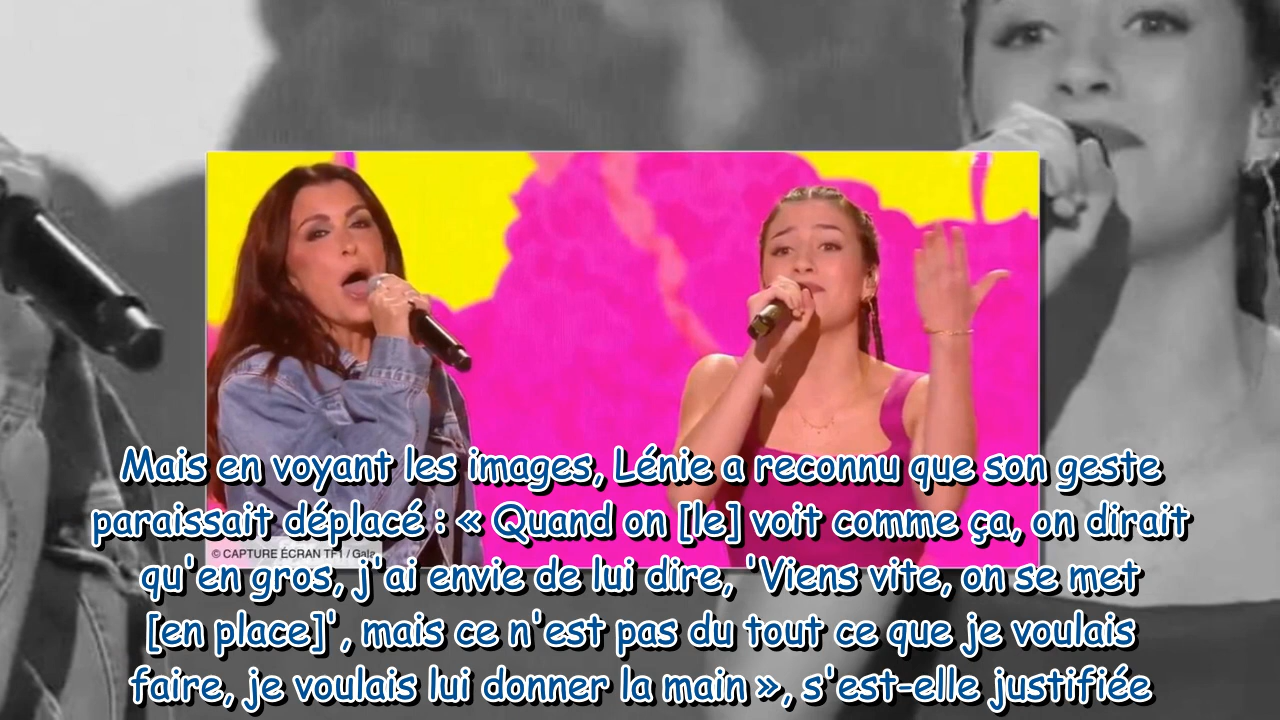 Mais en voyant les images, Lénie a reconnu que son geste
paraissait déplacé : « Quand on [le] voit comme ça, on dirait
© CAPTURE ÉCRAN TF1 / Gala
qu'en gros, j'ai envie de lui dire, 'Viens vite, on se met
[en place]', mais ce n'est pas du tout ce que je voulais
faire, je voulais lui donner la main », s'est-elle justifiée